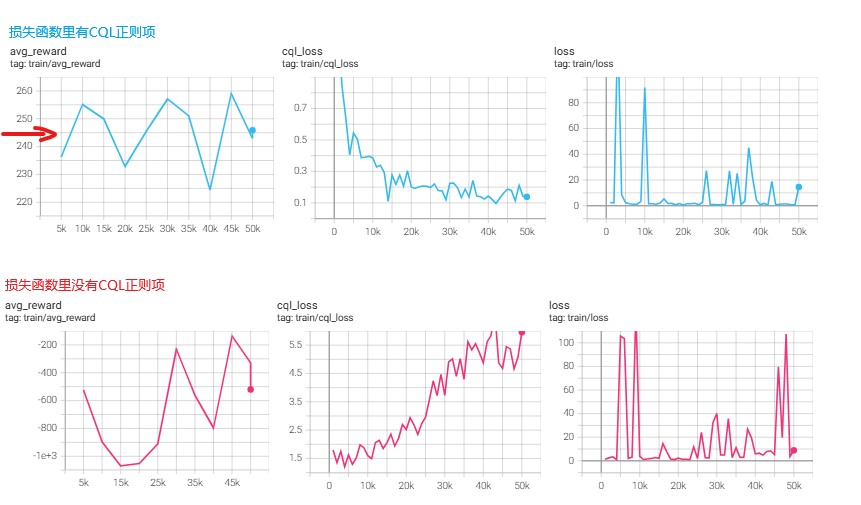 损失函数里有CQL正则项
avg_reward
tag: train/avg_reward
260
250
240
230
220
5k 10k 15k 20k 25k 30k 35k 40k 45k 50k
cql_loss
tag: train/cql_loss
0.7
0.5
0.3
0.1
0 10k 20k 30k 40k 50k
loss
tag: train/loss
80
60
40
20
0
0 10k 20k 30k 40k 50k
损失函数里没有CQL正则项
avg_reward
tag: train/avg_reward
-200
-400
-600
-800
-1e+3
5k 15k 25k 35k 45k
cql_loss
tag: train/cql_loss
5.5
4.5
3.5
2.5
1.5
0 10k 20k 30k 40k 50k
loss
tag: train/loss
100
80
60
40
20
0
0 10k 20k 30k 40k 50k